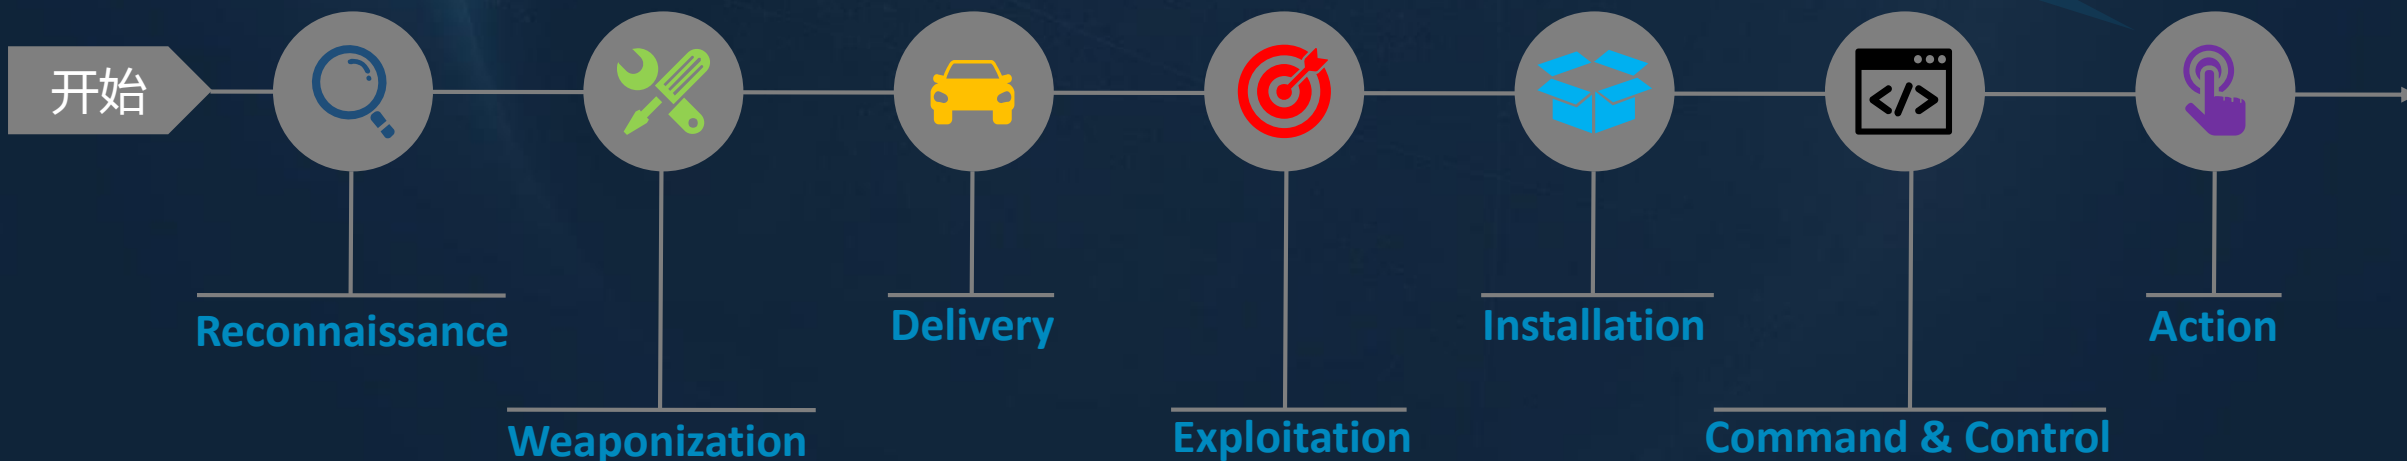 开始
Reconnaissance
Weaponization
Delivery
Exploitation
Installation
</>
Command & Control
Action